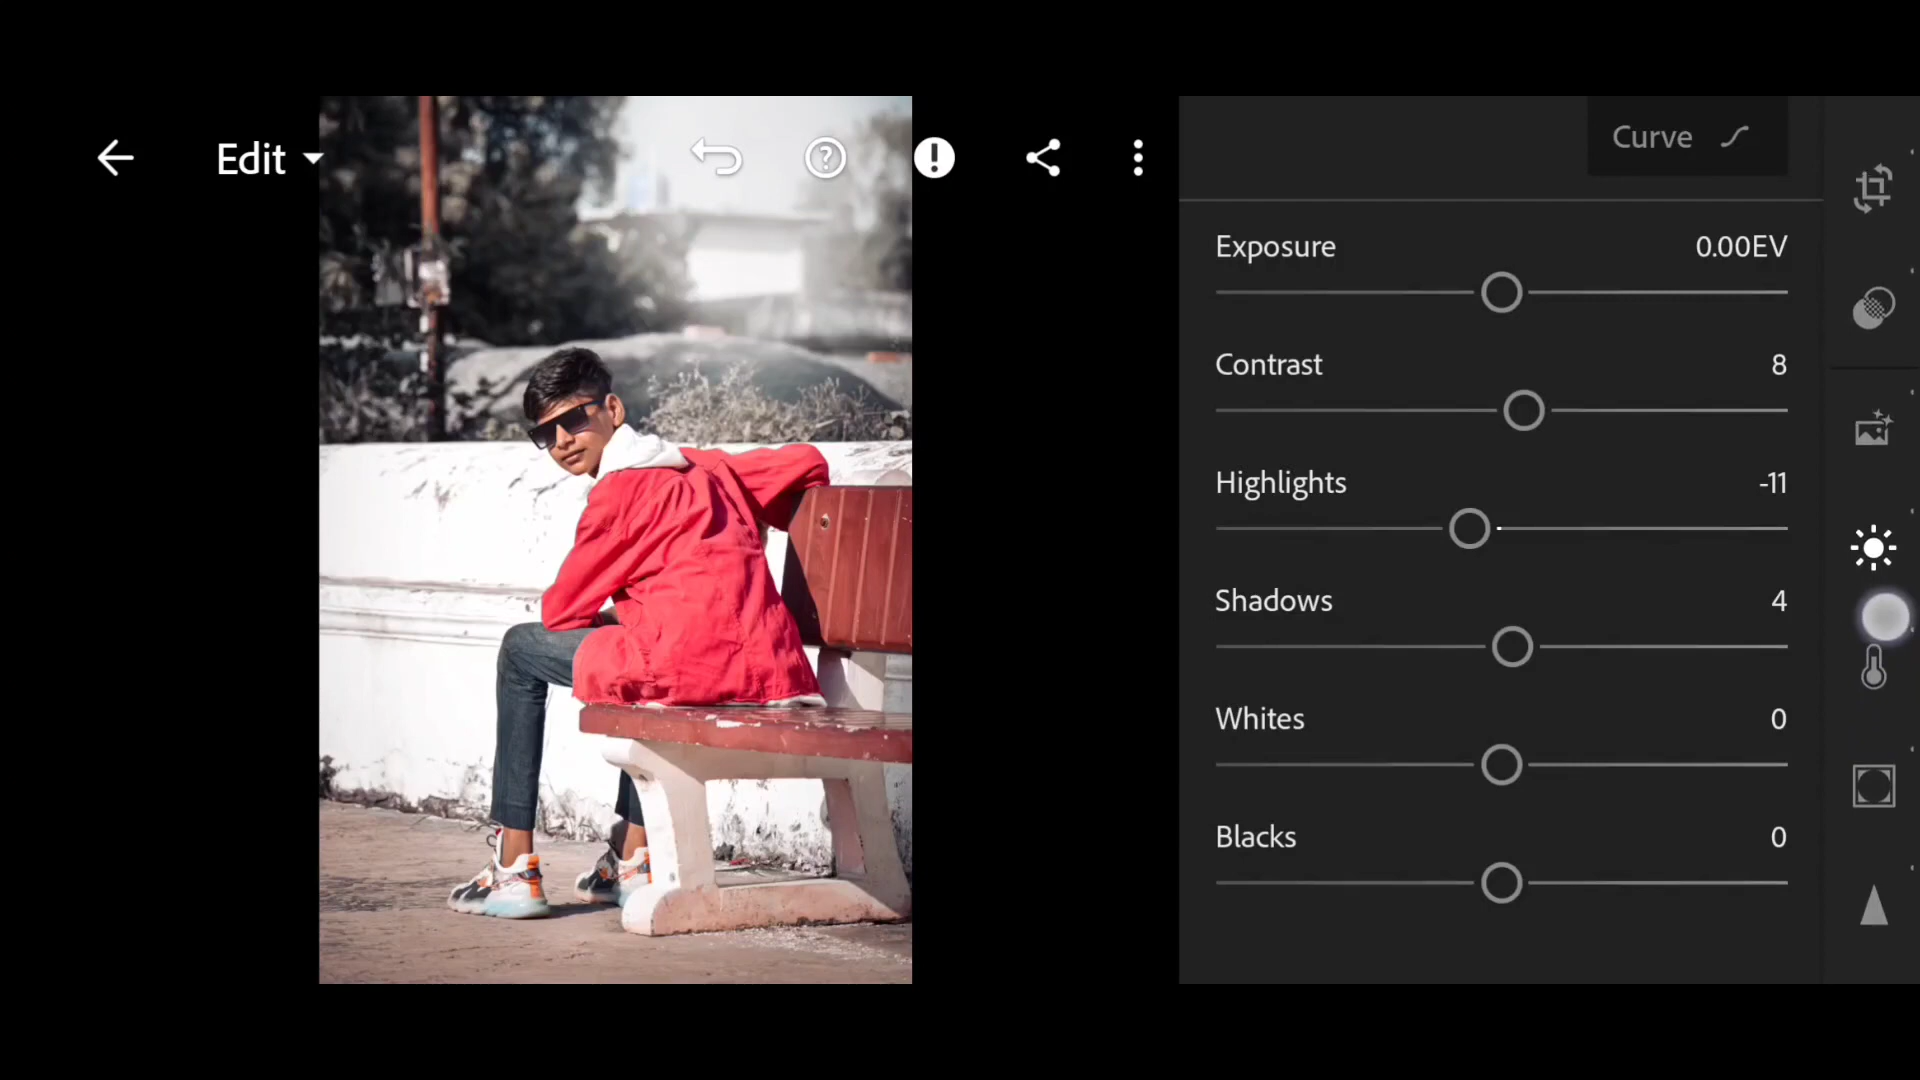 Edit
Curve
Exposure 0.00EV
Contrast 8
Highlights -11
Shadows 4
Whites 0
Blacks 0